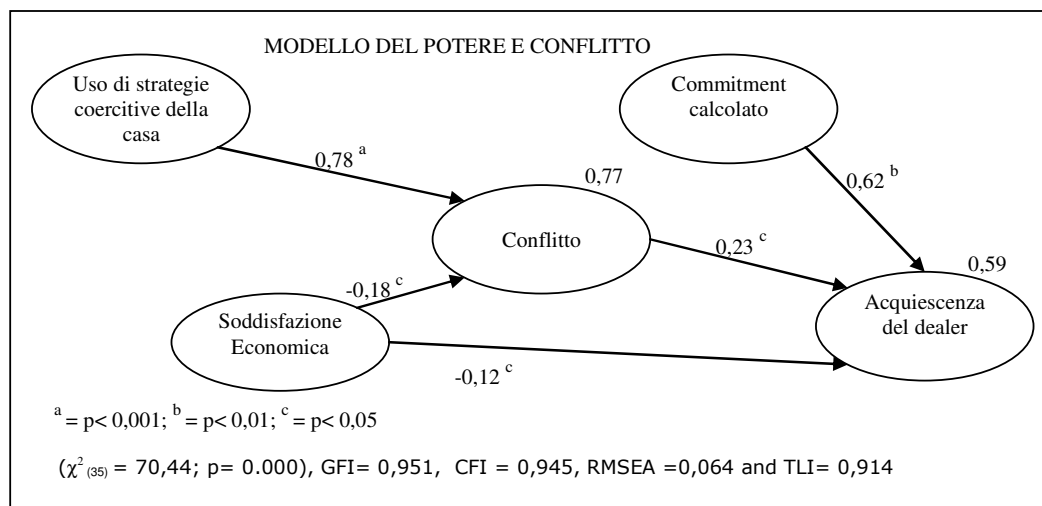 MODELLO DEL POTERE E CONFLITTO
Uso di strategie
coercitive della
casa
Commitment
calcolato
0,78 a
0,77
0,62 b
Conflitto
0,23 c
0,59
-0,18 c
Acquiescenza
del dealer
Soddisfazione
Economica
-0,12 c
a = p< 0,001; b = p< 0,01; c = p< 0,05
(χ2 (35) = 70,44; p= 0.000), GFI= 0,951, CFI = 0,945, RMSEA =0,064 and TLI= 0,914